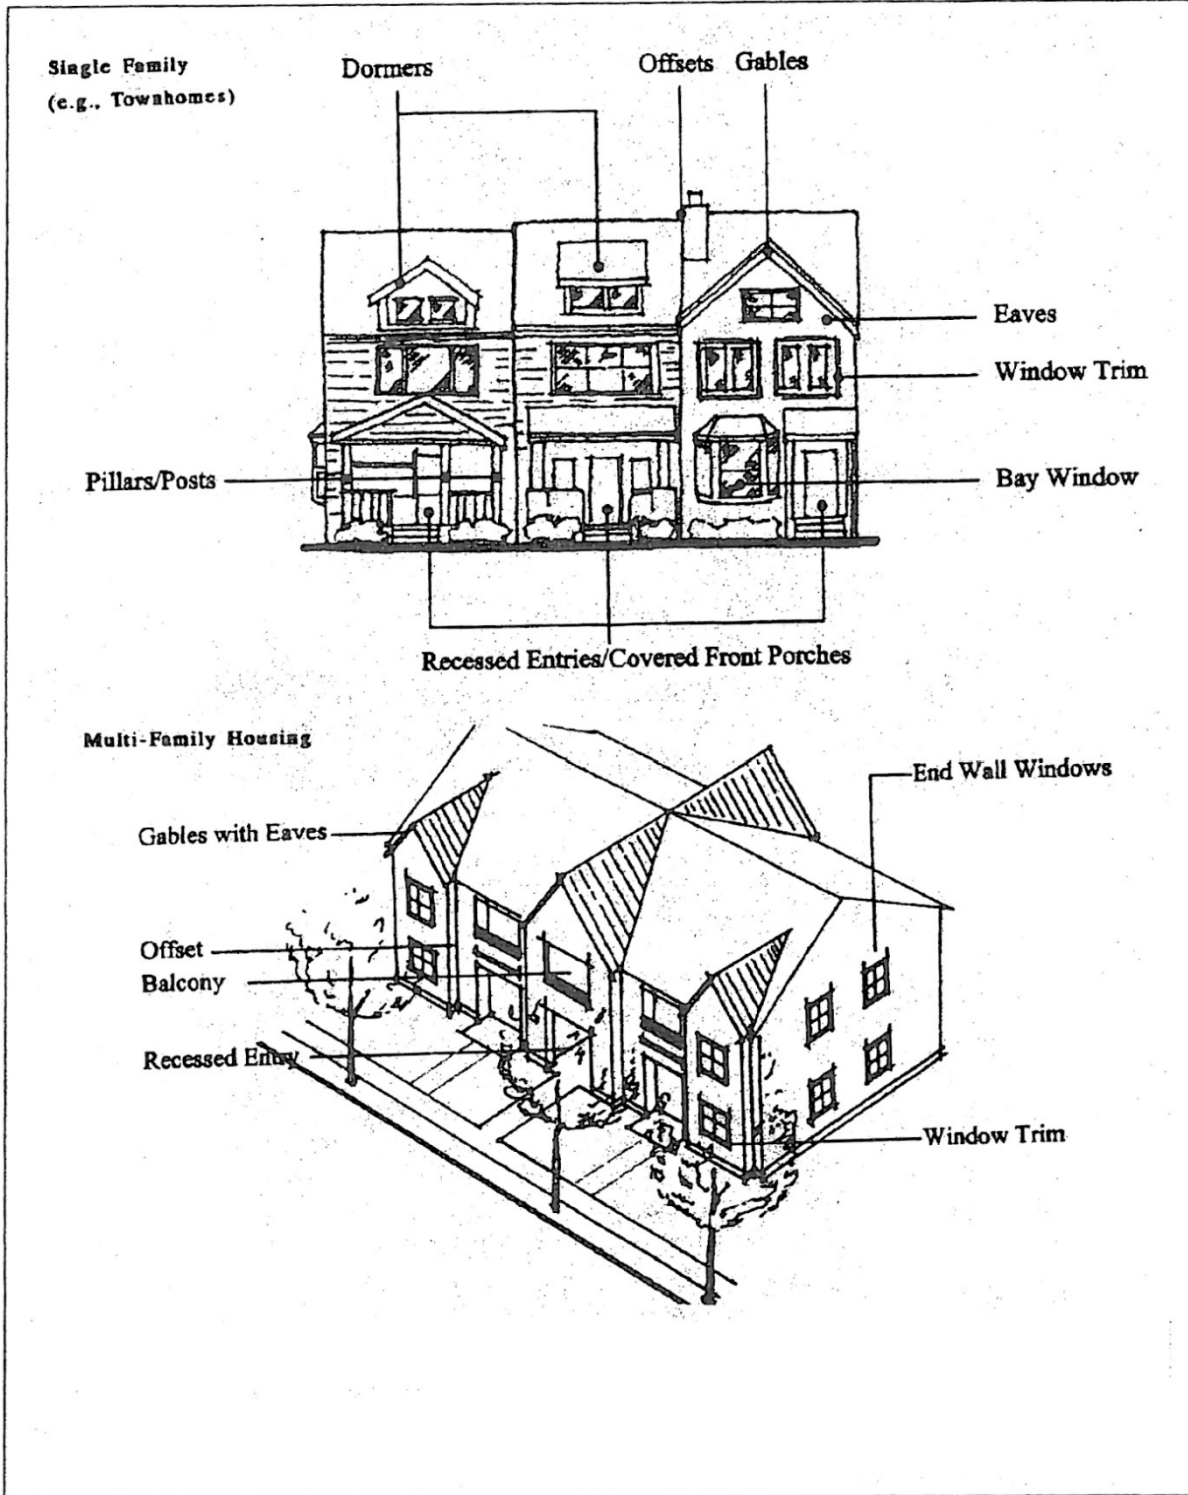 Single Family
(e.g., Townhomes)
Dormers
Offsets
Gables
Eaves
Window Trim
Pillars/Posts
Bay Window
Recessed Entries/Covered Front Porches
Multi-Family Housing
End Wall Windows
Gables with Eaves
Offset
Balcony
Recessed Entry
Window Trim